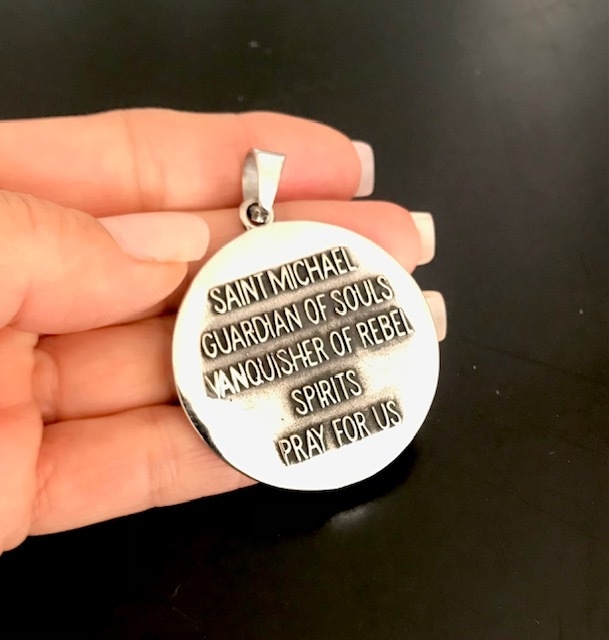 SAINT MICHAEL
GUARDIAN OF SOULS
VANQUISHER OF REBEL
SPIRITS
PRAY FOR US